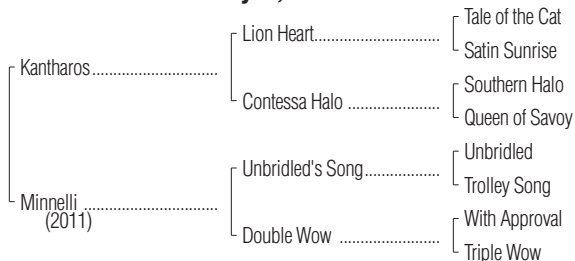 Tale of the Cat
Lion Heart
Satin Sunrise
Kantharos
Southern Halo
Contessa Halo
Queen of Savoy
Unbridled
Unbridled's Song
Trolley Song
Minnelli
(2011)
With Approval
Double Wow
Triple Wow